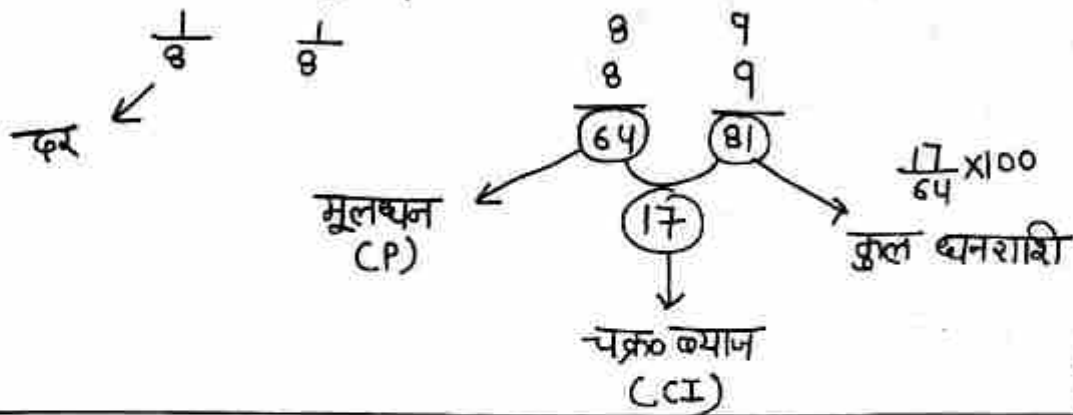 1/8 1/8 8 9
दर 8 9
64 81
17/64 ×100
मूलधन 17 कुल धनराशि
(P)
चक्र० ब्याज
(CI)